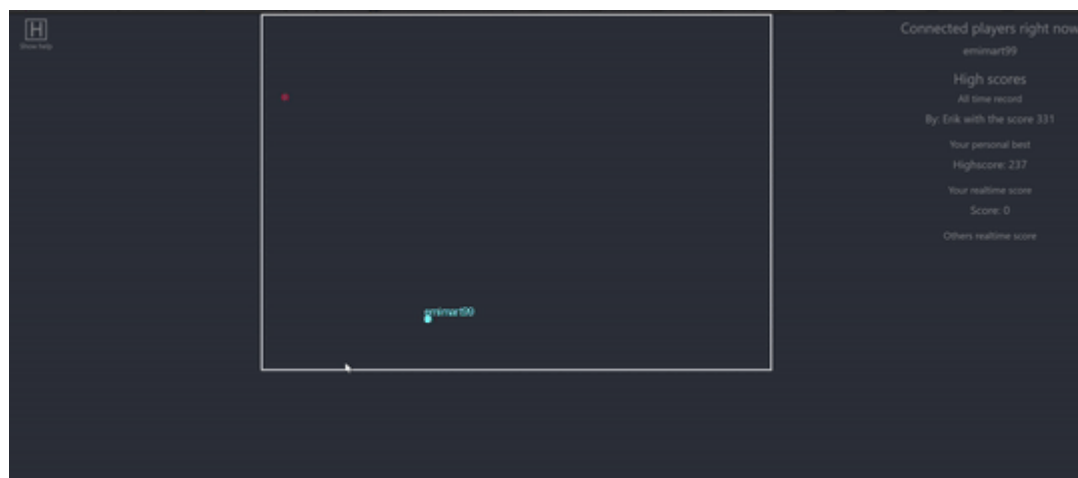 H
Show help
Connected players right now
emimart99
High scores
All time record
By: Erik with the score 331
Your personal best
Highscore: 237
Your realtime score
Score: 0
Others realtime score
emimart99